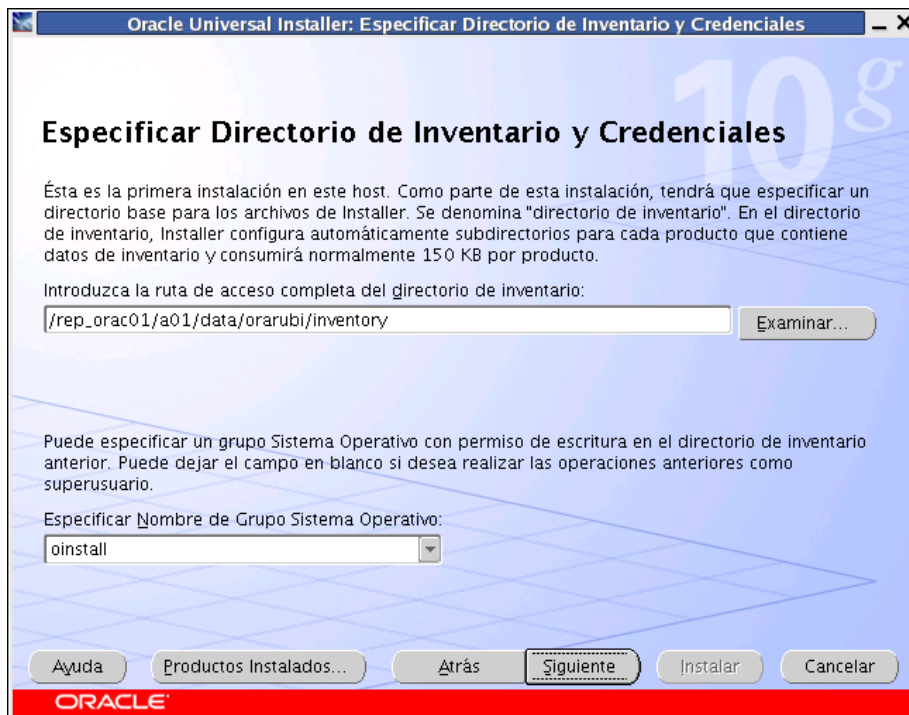 Oracle Universal Installer: Especificar Directorio de Inventario y Credenciales
10g
Especificar Directorio de Inventario y Credenciales
Ésta es la primera instalación en este host. Como parte de esta instalación, tendrá que especificar un
directorio base para los archivos de Installer. Se denomina "directorio de inventario". En el directorio
de inventario, Installer configura automáticamente subdirectorios para cada producto que contiene
datos de inventario y consumirá normalmente 150 KB por producto.
Introduzca la ruta de acceso completa del directorio de inventario:
/rep_orac01/a01/data/orarubi/inventory
Examinar...
Puede especificar un grupo Sistema Operativo con permiso de escritura en el directorio de inventario
anterior. Puede dejar el campo en blanco si desea realizar las operaciones anteriores como
superusuario.
Especificar Nombre de Grupo Sistema Operativo:
oinstall
Ayuda Productos Instalados... Atrás Siguiente Instalar Cancelar
ORACLE